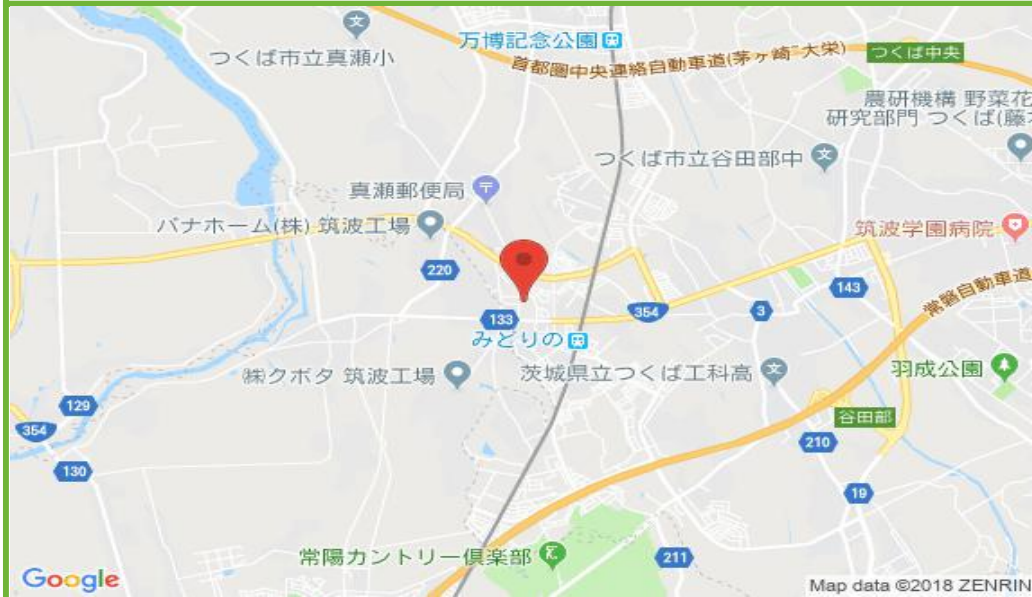 つくば市立真瀬小
万博記念公園
首都圏中央連絡自動車道(茅ヶ崎~大栄)
つくば中央
農研機構 野菜花
研究部門 つくば(藤本
つくば市立谷田部中
真瀬郵便局
パナホーム(株) 筑波工場
筑波学園病院
220
143
常磐自動車道
133
354
3
みどりの
㈱クボタ 筑波工場
茨城県立つくば工科高
羽成公園
129
354
谷田部
210
130
19
常陽カントリー倶楽部
211
Google
Map data ©2018 ZENRIN